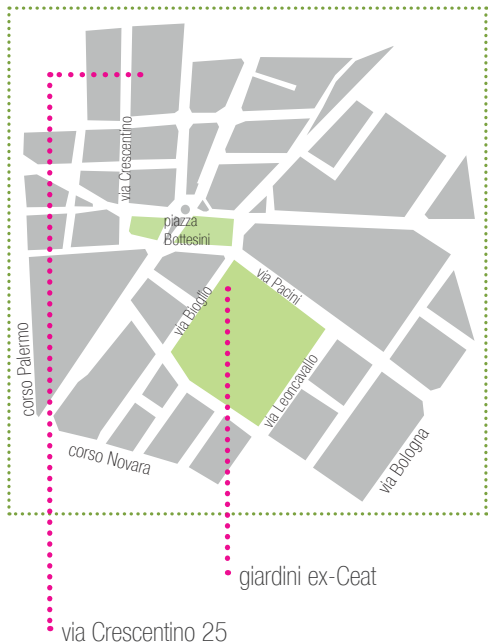 via Crescentino
piazza
Bottesini
via Pacini
via Bioglio
corso Palermo
via Leoncavallo
corso Novara
via Bologna
giardini ex-Ceat
via Crescentino 25